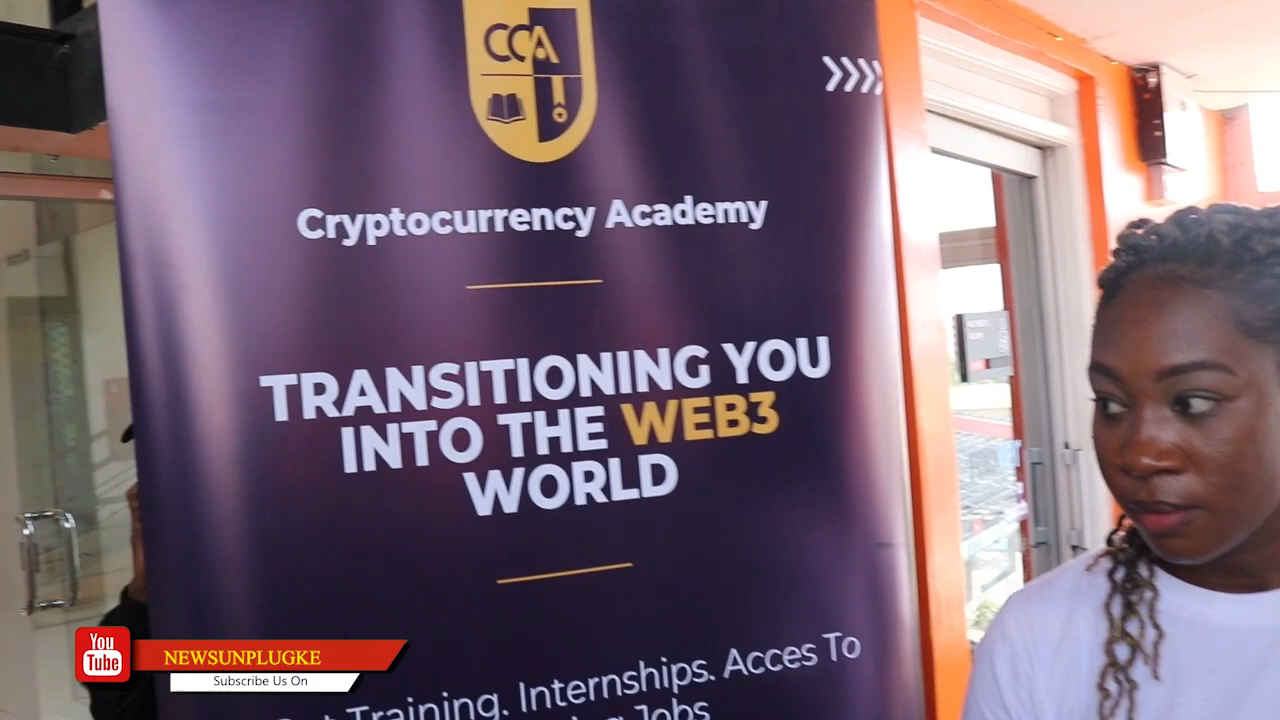 CCA
Cryptocurrency Academy
TRANSITIONING YOU
INTO THE WEB3
WORLD
Training. Internships. Acces To
Jobs
You
Tube
NEWSUNPLUGKE
Subscribe Us On